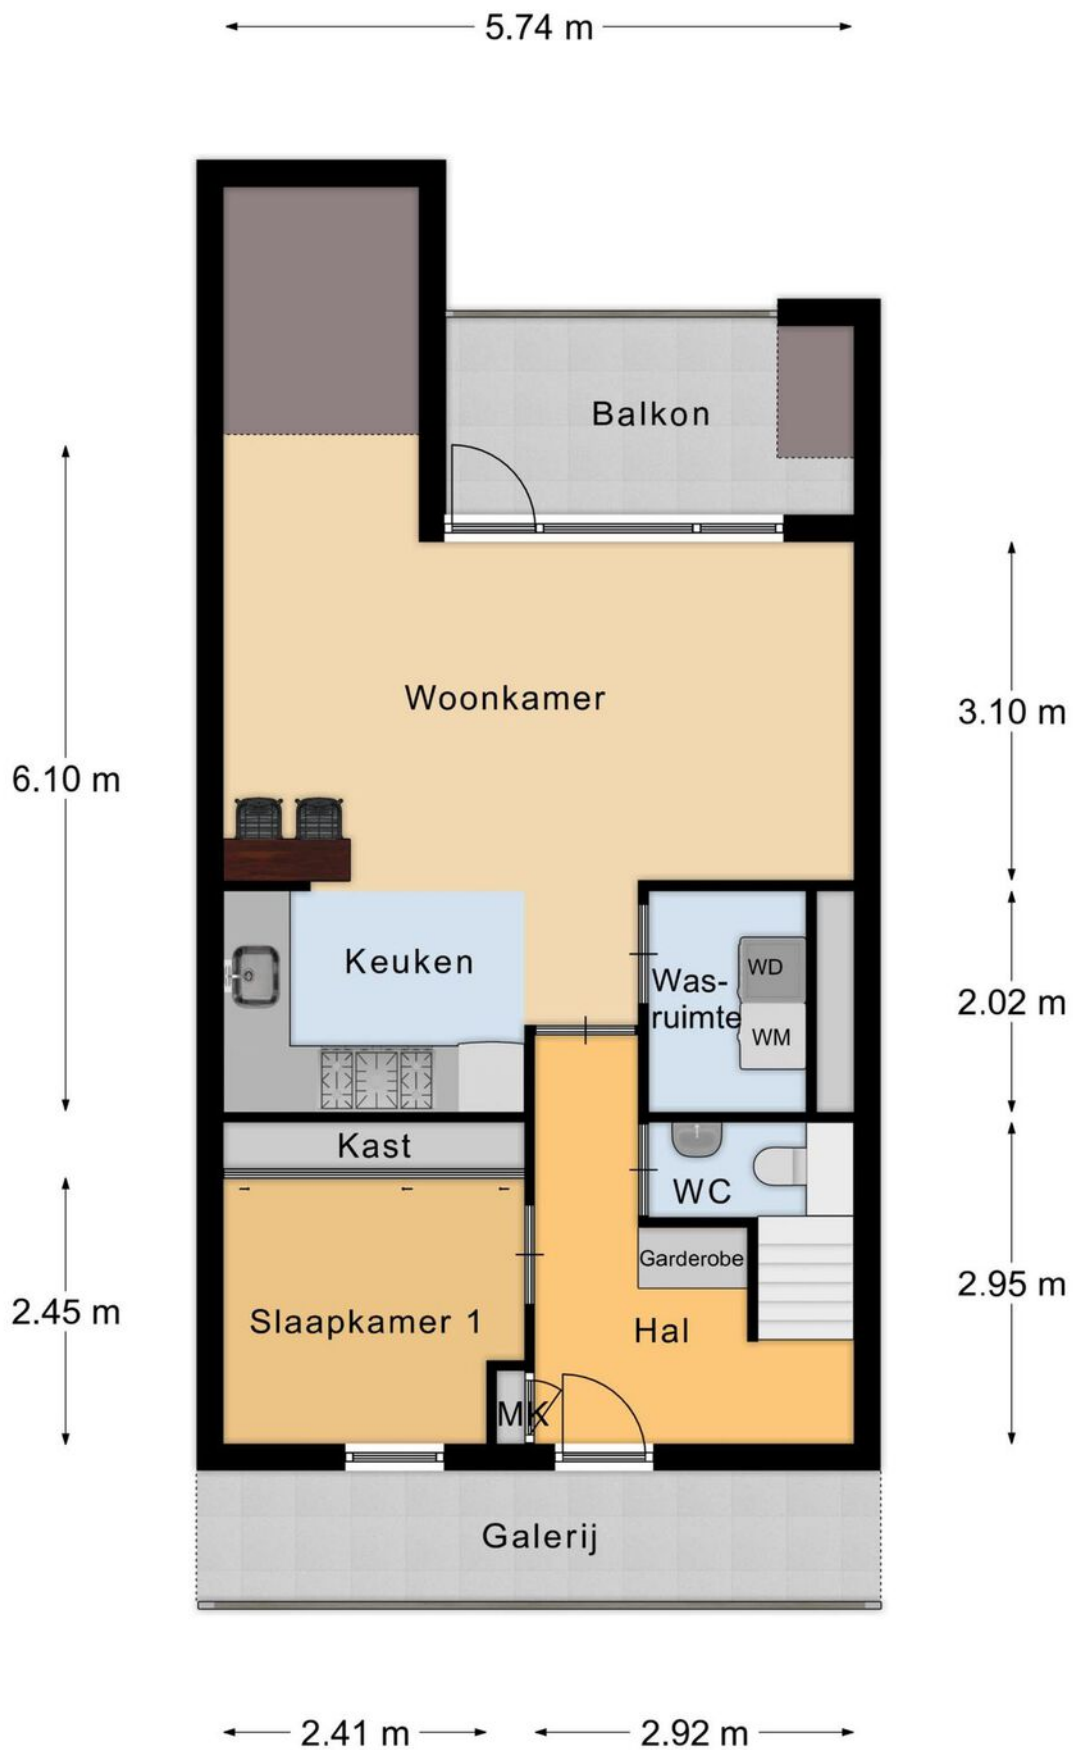 5.74 m
Balkon
Woonkamer
3.10 m
6.10 m
Keuken
WD
Was-
ruimte
WM
2.02 m
Kast
WC
Garderobe
2.95 m
2.45 m
Slaapkamer 1
Hal
MK
Galerij
2.41 m
2.92 m